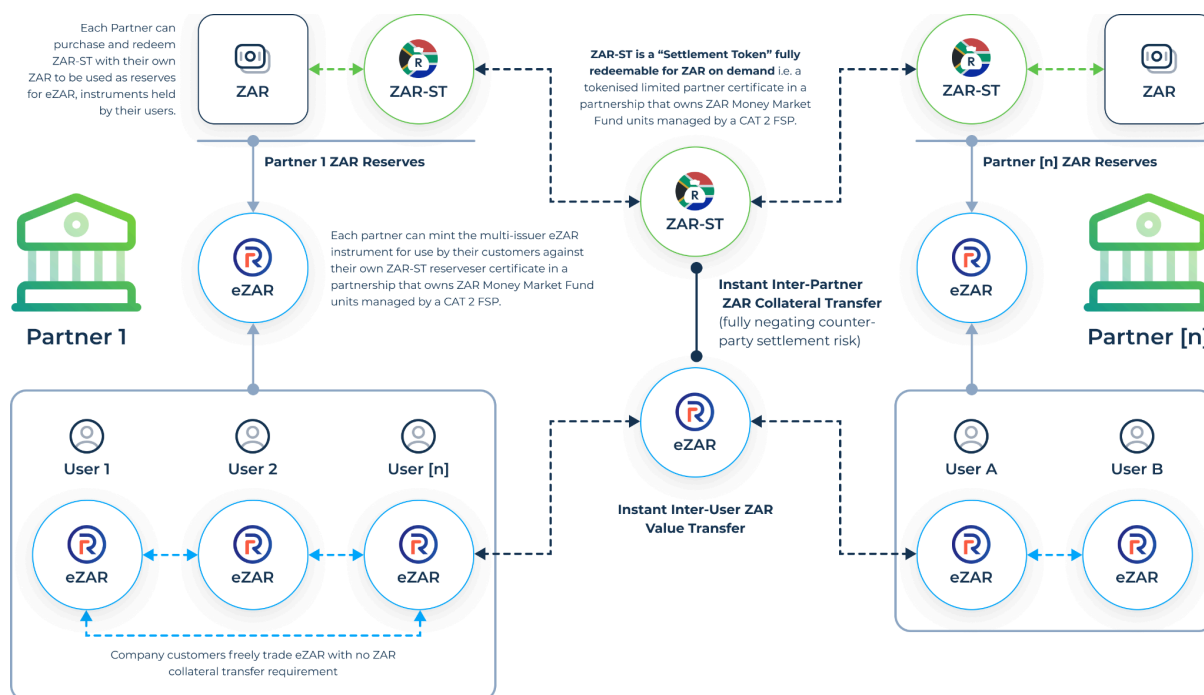 Each Partner can
purchase and redeem
ZAR-ST with their own
ZAR to be used as reserves
for eZAR, instruments held
by their users.
ZAR
R
ZAR-ST
Partner 1 ZAR Reserves
ZAR-ST is a “Settlement Token” fully
redeemable for ZAR on demand i.e. a
tokenised limited partner certificate in a
partnership that owns ZAR Money Market
Fund units managed by a CAT 2 FSP.
R
ZAR-ST
R
ZAR-ST
ZAR
Partner [n] ZAR Reserves
Partner 1
eZAR
Each partner can mint the multi-issuer eZAR
instrument for use by their customers against
their own ZAR-ST reserveser certificate in a
partnership that owns ZAR Money Market Fund
units managed by a CAT 2 FSP.
Instant Inter-Partner
ZAR Collateral Transfer
(fully negating counter-
party settlement risk)
eZAR
Partner [n]
eZAR
Instant Inter-User ZAR
Value Transfer
User 1
User 2
User [n]
eZAR
eZAR
eZAR
Company customers freely trade eZAR with no ZAR
collateral transfer requirement
User A
User B
eZAR
eZAR